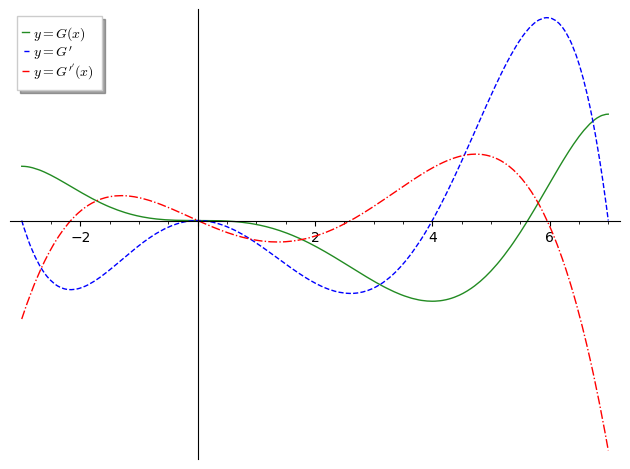 y = G(x)
y = G′
y = G′′(x)
−2
2
4
6